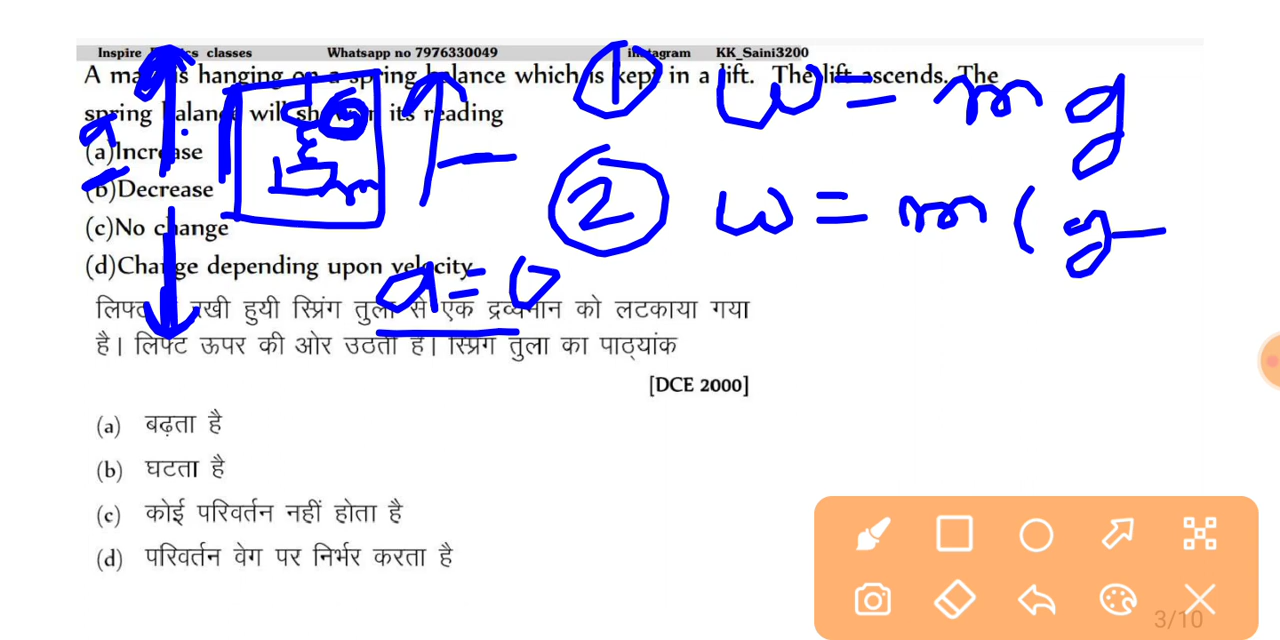 Inspire classes Whatsapp no 7976330049 instagram KK_Saini3200
A mass is hanging on a spring balance which is kept in a lift. The lift ascends. The
spring balance will show in its reading
(a)Increase
(b)Decrease
(c)No change
(d)Change depending upon velocity
लिफ्ट में रखी हुयी स्प्रिंग तुला से एक द्रव्यमान को लटकाया गया
है। लिफ्ट ऊपर की ओर उठती है। स्प्रिंग तुला का पाठ्यांक
[DCE 2000]
(a) बढ़ता है
(b) घटता है
(c) कोई परिवर्तन नहीं होता है
(d) परिवर्तन वेग पर निर्भर करता है
① w = mg
② w = m(g-
a
m
a=0
3/10